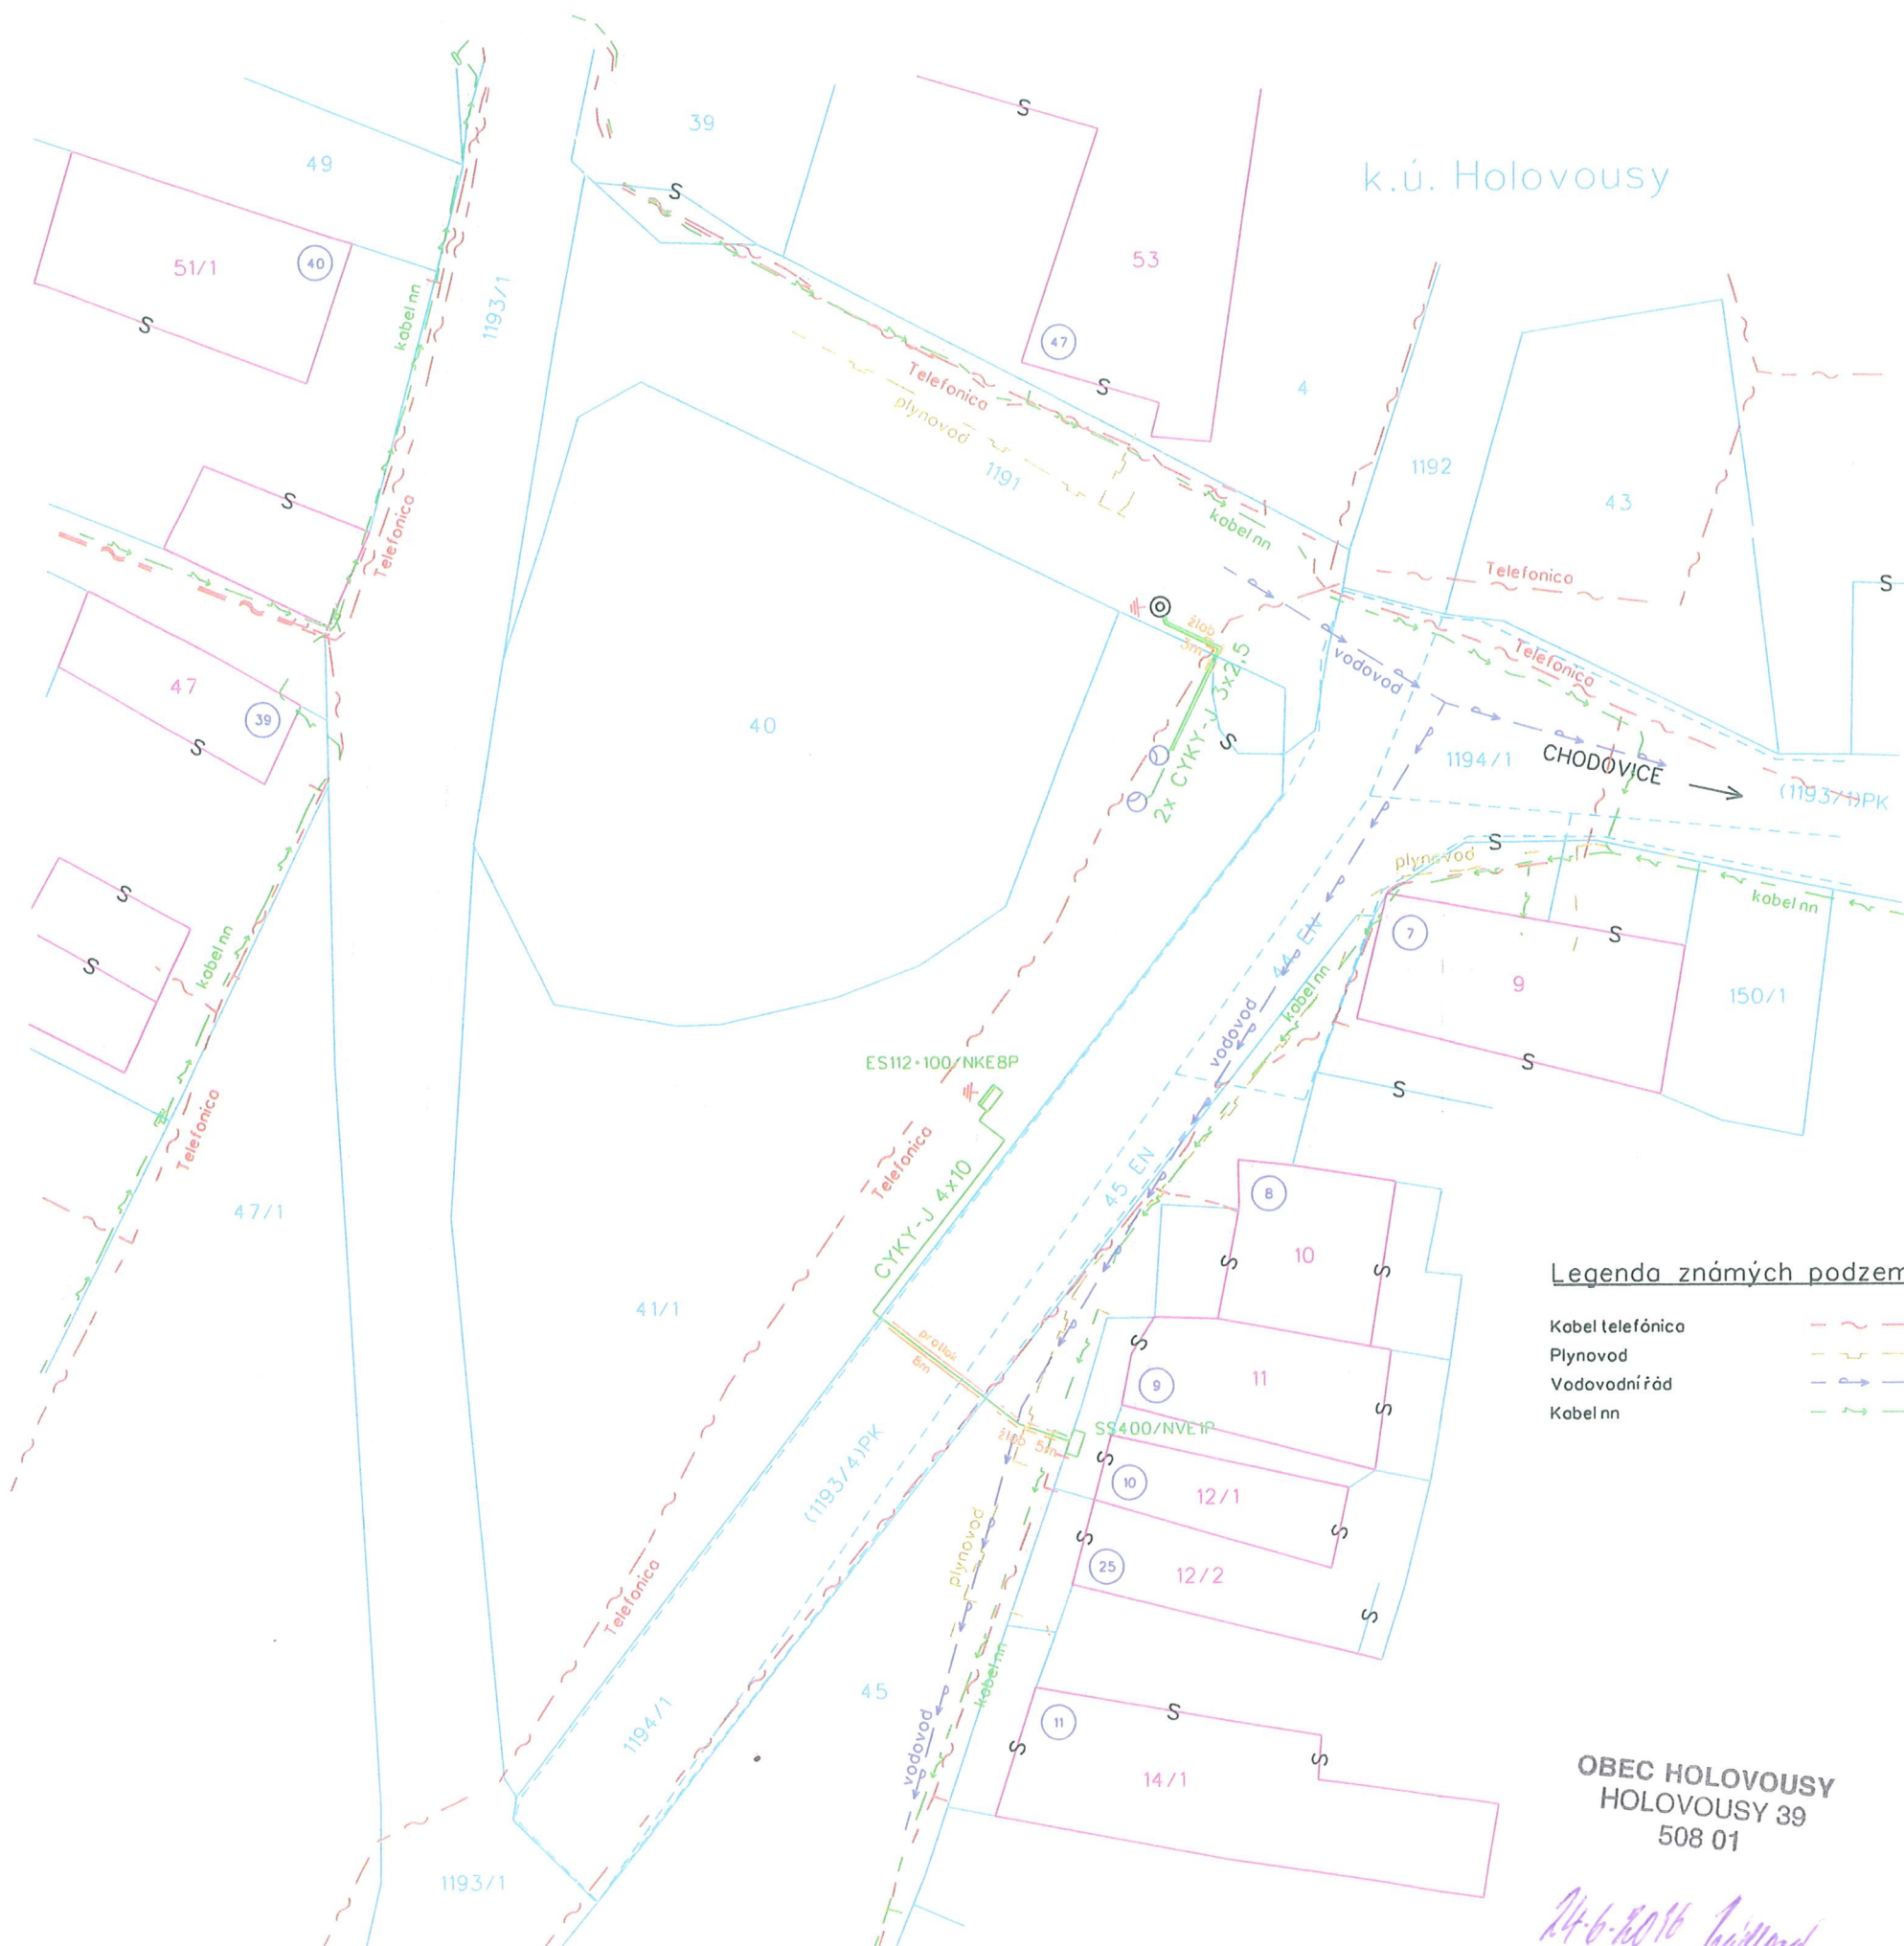 39
49
k.ú. Holovousy
S
S
53
51/1
40
1193/1
kabel nn
S
47
4
Telefonica
S
plynovod
1191
1192
43
S
kabel nn
Telefonica
Telefonica
S
žlab
3m
2x CYKY-J 3x2,5
vodovod
Telefonica
47
39
S
40
S
1194/1
CHODOVICE
(1193/1)PK
S
plynovod
kabel nn
S
7
S
9
150/1
44 EN
kabel nn
vodovod
S
kabel nn
S
S
ES112+100/NKE8P
Telefonica
Telefonica
CYKY-J 4x10
45 EN
8
10
S
S
47/1
41/1
Legenda známých podzem
Kabel telefónica
Plynovod
Vodovodní řád
Kabel nn
protlak
8m
S
9
11
S
SS400/NVE1P
žlab 5m
S
10
12/1
S
(1193/4)PK
plynovod
S
25
12/2
S
Telefonica
kabel nn
45
1194/1
vodovod
11
S
S
S
14/1
OBEC HOLOVOUSY
HOLOVOUSY 39
508 01
1193/1
24.6.2016